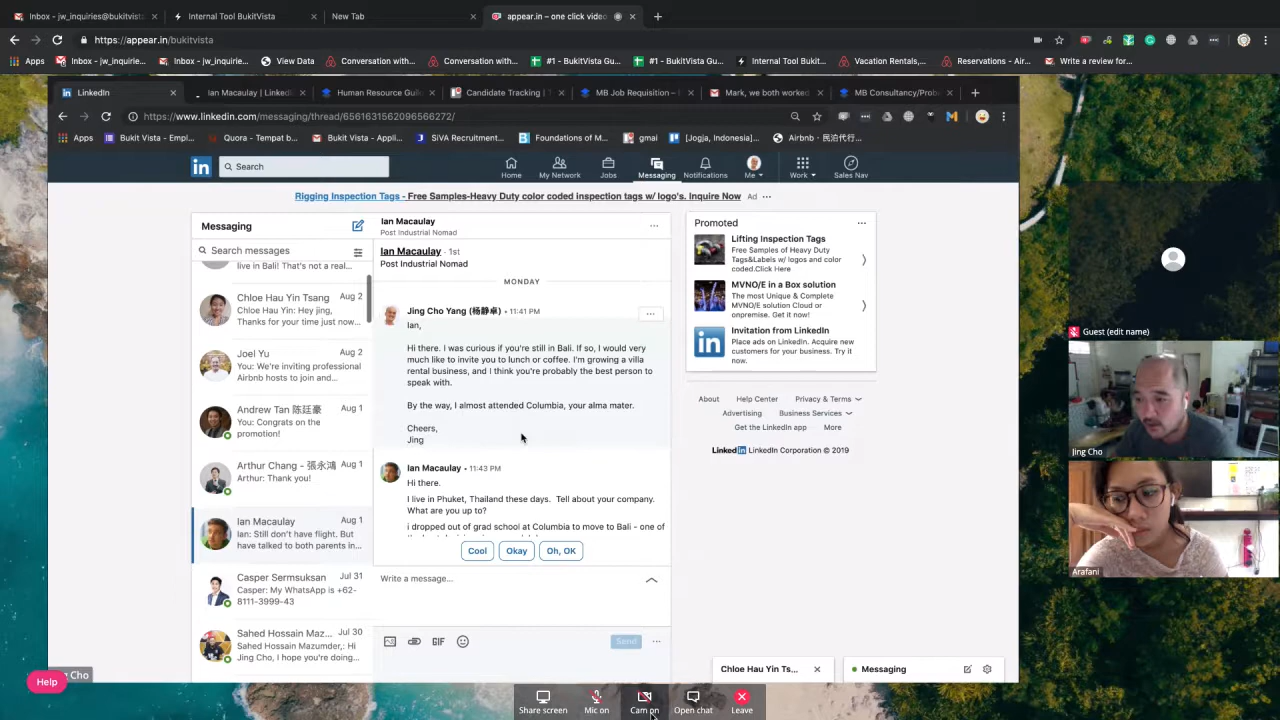 Inbox - jw_inquiries@bukitvista.
Internal Tool BukitVista
New Tab
appear.in – one click video
https://appear.in/bukitvista
Inbox - jw_inquirie...
View Data
Conversation with...
Conversation with...
#1 - BukitVista Gu...
#1 - BukitVista Gu...
Internal Tool Bukit...
Vacation Rentals,...
Reservations - Air...
Write a review for...
LinkedIn
Ian Macaulay | Linked
Human Resource Guil
Candidate Tracking |
MB Job Requisition –
Mark, we both worked
MB Consultancy/Prob
https://www.linkedin.com/messaging/thread/6561631562096566272/
Apps
Bukit Vista - Empl...
Quora - Tempat b...
Bukit Vista - Appli...
SiVA Recruitment...
Foundations of M...
gmai
[Jogja, Indonesia]...
Airbnb - 民泊代行...
in
Search
Home
My Network
Jobs
Messaging
Notifications
Me
Work
Sales Nav
Rigging Inspection Tags - Free Samples-Heavy Duty color coded inspection tags w/ logo's. inquire Now Ad
Messaging
Search messages
live in Bali! That's not a real...
Chloe Hau Yin Tsang Aug 2
Chloe Hau Yin: Hey jing,
Thanks for your time just now...
Joel Yu Aug 2
You: We're inviting professional
Airbnb hosts to join and...
Andrew Tan 陈廷豪 Aug 1
You: Congrats on the
promotion!
Arthur Chang - 張永鴻 Aug 1
Arthur: Thank you!
Ian Macaulay Aug 1
Ian: Still don't have flight. But
have talked to both parents in...
Casper Sermsuksan Jul 31
Casper: My WhatsApp is +62-
8111-3999-43
Sahed Hossain Maz... Jul 30
Sahed Hossain Mazumder,: Hi
Jing Cho, I hope you're doing...
Ian Macaulay
Post Industrial Nomad
Ian Macaulay · 1st
Post Industrial Nomad
MONDAY
Jing Cho Yang (杨静卓) • 11:41 PM
Ian,
Hi there. I was curious if you're still in Bali. If so, I would very
much like to invite you to lunch or coffee. I'm growing a villa
rental business, and I think you're probably the best person to
speak with.
By the way, I almost attended Columbia, your alma mater.
Cheers,
Jing
Ian Macaulay • 11:43 PM
Hi there.
I live in Phuket, Thailand these days. Tell about your company.
What are you up to?
i dropped out of grad school at Columbia to move to Bali - one of
Cool
Okay
Oh, OK
Write a message...
GIF
Send
Promoted
Lifting Inspection Tags
Free Samples of Heavy Duty
Tags&Labels w/ logos and color
coded.Click Here
MVNO/E in a Box solution
The most Unique & Complete
MVNO/E solution Cloud or
onpremise. Get it now!
in
Invitation from LinkedIn
Place ads on LinkedIn. Acquire new
customers for your business. Try it
now.
About Help Center Privacy & Terms
Advertising Business Services
Get the LinkedIn app More
LinkedIn LinkedIn Corporation © 2019
Chloe Hau Yin Ts...
Messaging
Guest (edit name)
Jing Cho
Arafani
Cho
Help
Share screen
Mic on
Cam on
Open chat
Leave